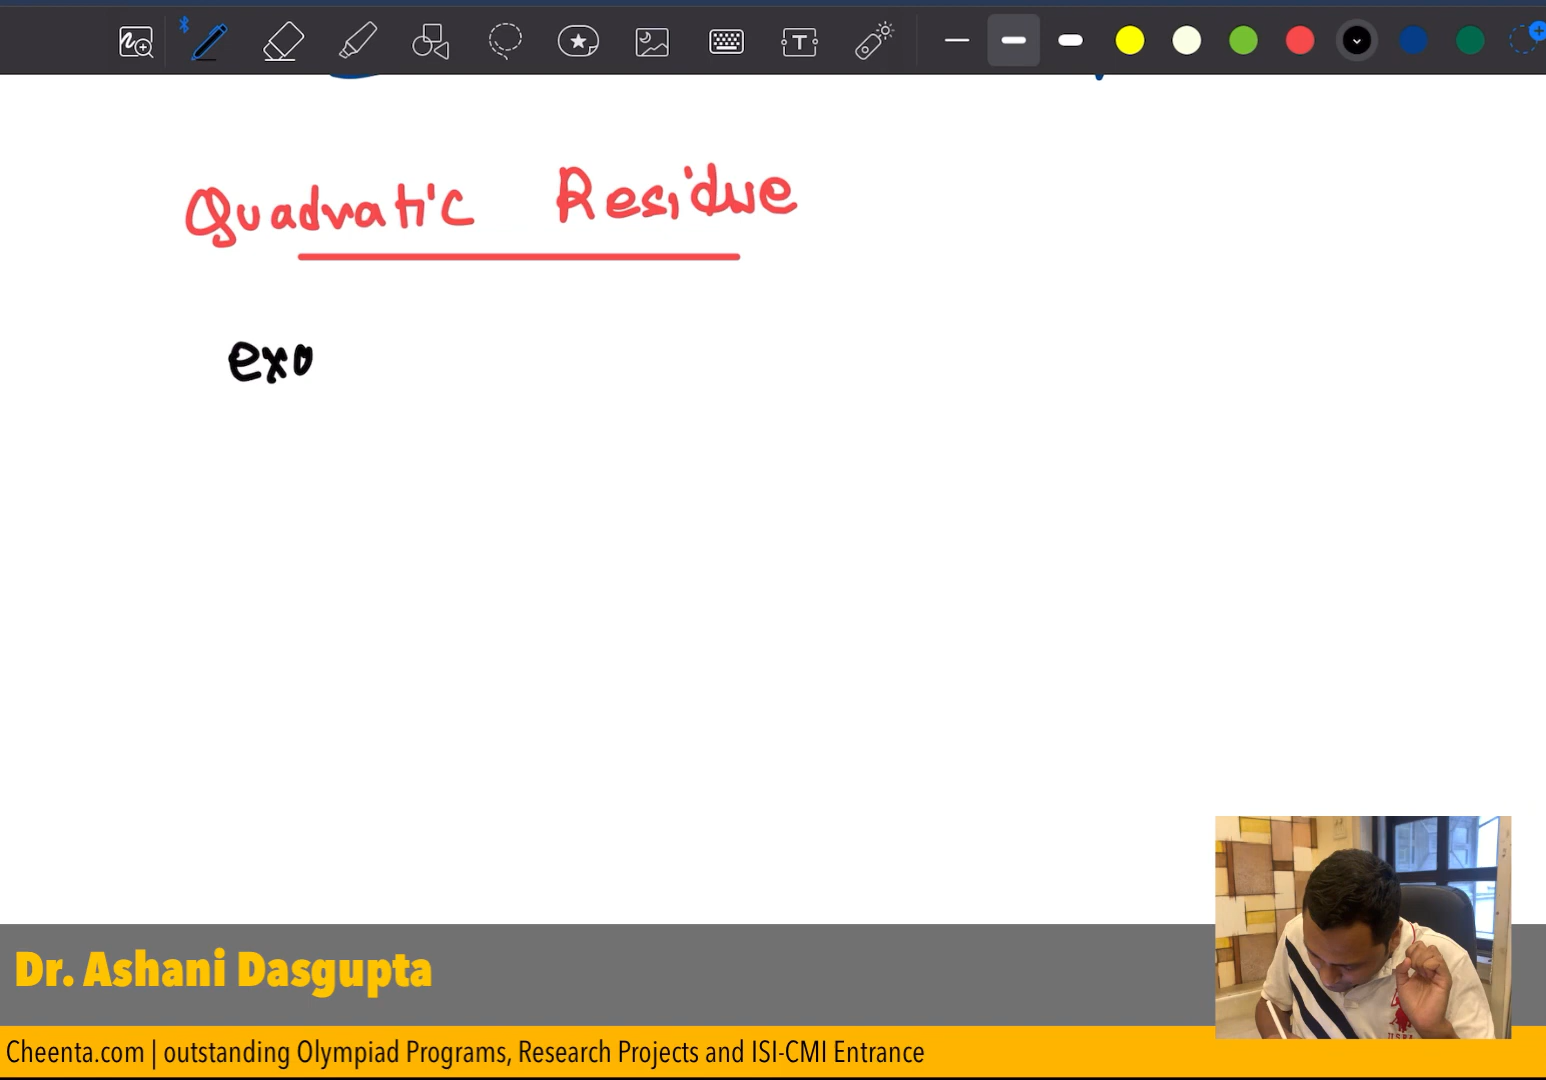 Quadratic Residue
exa
Dr. Ashani Dasgupta
Cheenta.com | outstanding Olympiad Programs, Research Projects and ISI-CMI Entrance